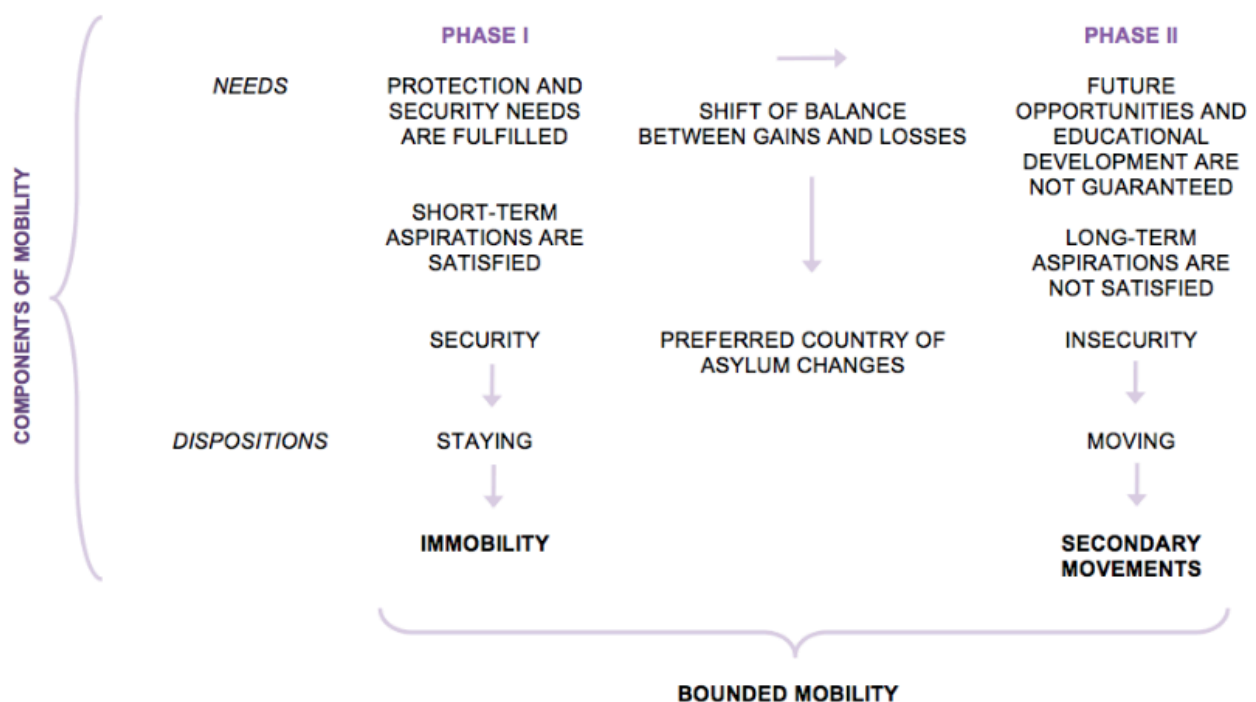 PHASE I
PHASE II
NEEDS
PROTECTION AND
SECURITY NEEDS
ARE FULFILLED
SHORT-TERM
ASPIRATIONS ARE
SATISFIED
SECURITY
SHIFT OF BALANCE
BETWEEN GAINS AND LOSSES
PREFERRED COUNTRY OF
ASYLUM CHANGES
FUTURE
OPPORTUNITIES AND
EDUCATIONAL
DEVELOPMENT ARE
NOT GUARANTEED
LONG-TERM
ASPIRATIONS ARE
NOT SATISFIED
INSECURITY
COMPONENTS OF MOBILITY
DISPOSITIONS
STAYING
MOVING
IMMOBILITY
SECONDARY
MOVEMENTS
BOUNDED MOBILITY